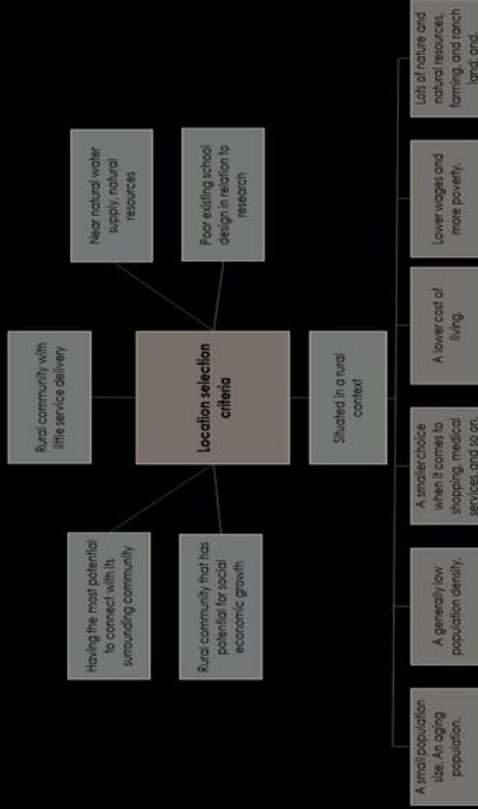 Rural community with
little service delivery
Having the most potential
to connect with its
surrounding community
Near natural water
supply, natural
resources
Location selection
criteria
Rural community that has
potential for social
economic growth
Poor existing school
design in relation to
research
Situated in a rural
context
A small population
size. An aging
population.
A generally low
population density.
A smaller choice
when it comes to
shopping, medical
services, and so on.
A lower cost of
living.
Lower wages and
more poverty.
Lots of nature and
natural resources,
farming, and ranch
land; and.